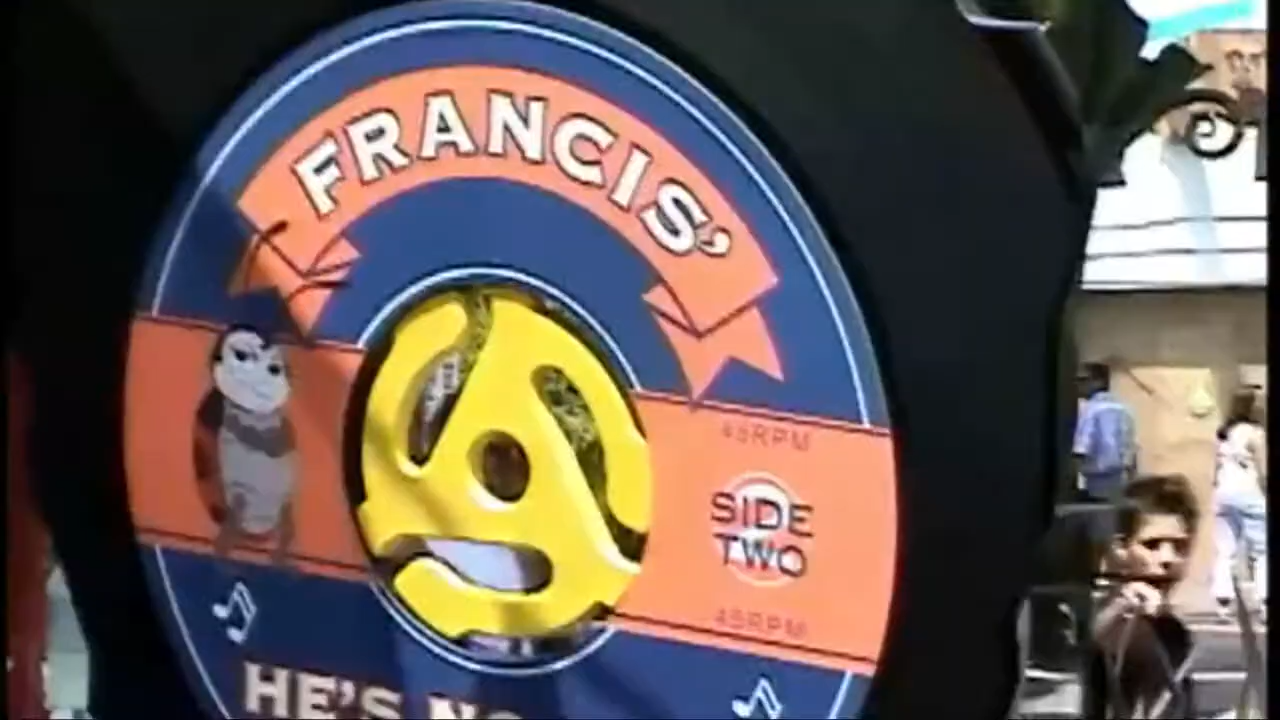 FRANCIS'
45RPM
SIDE
TWO
45RPM
HE'S